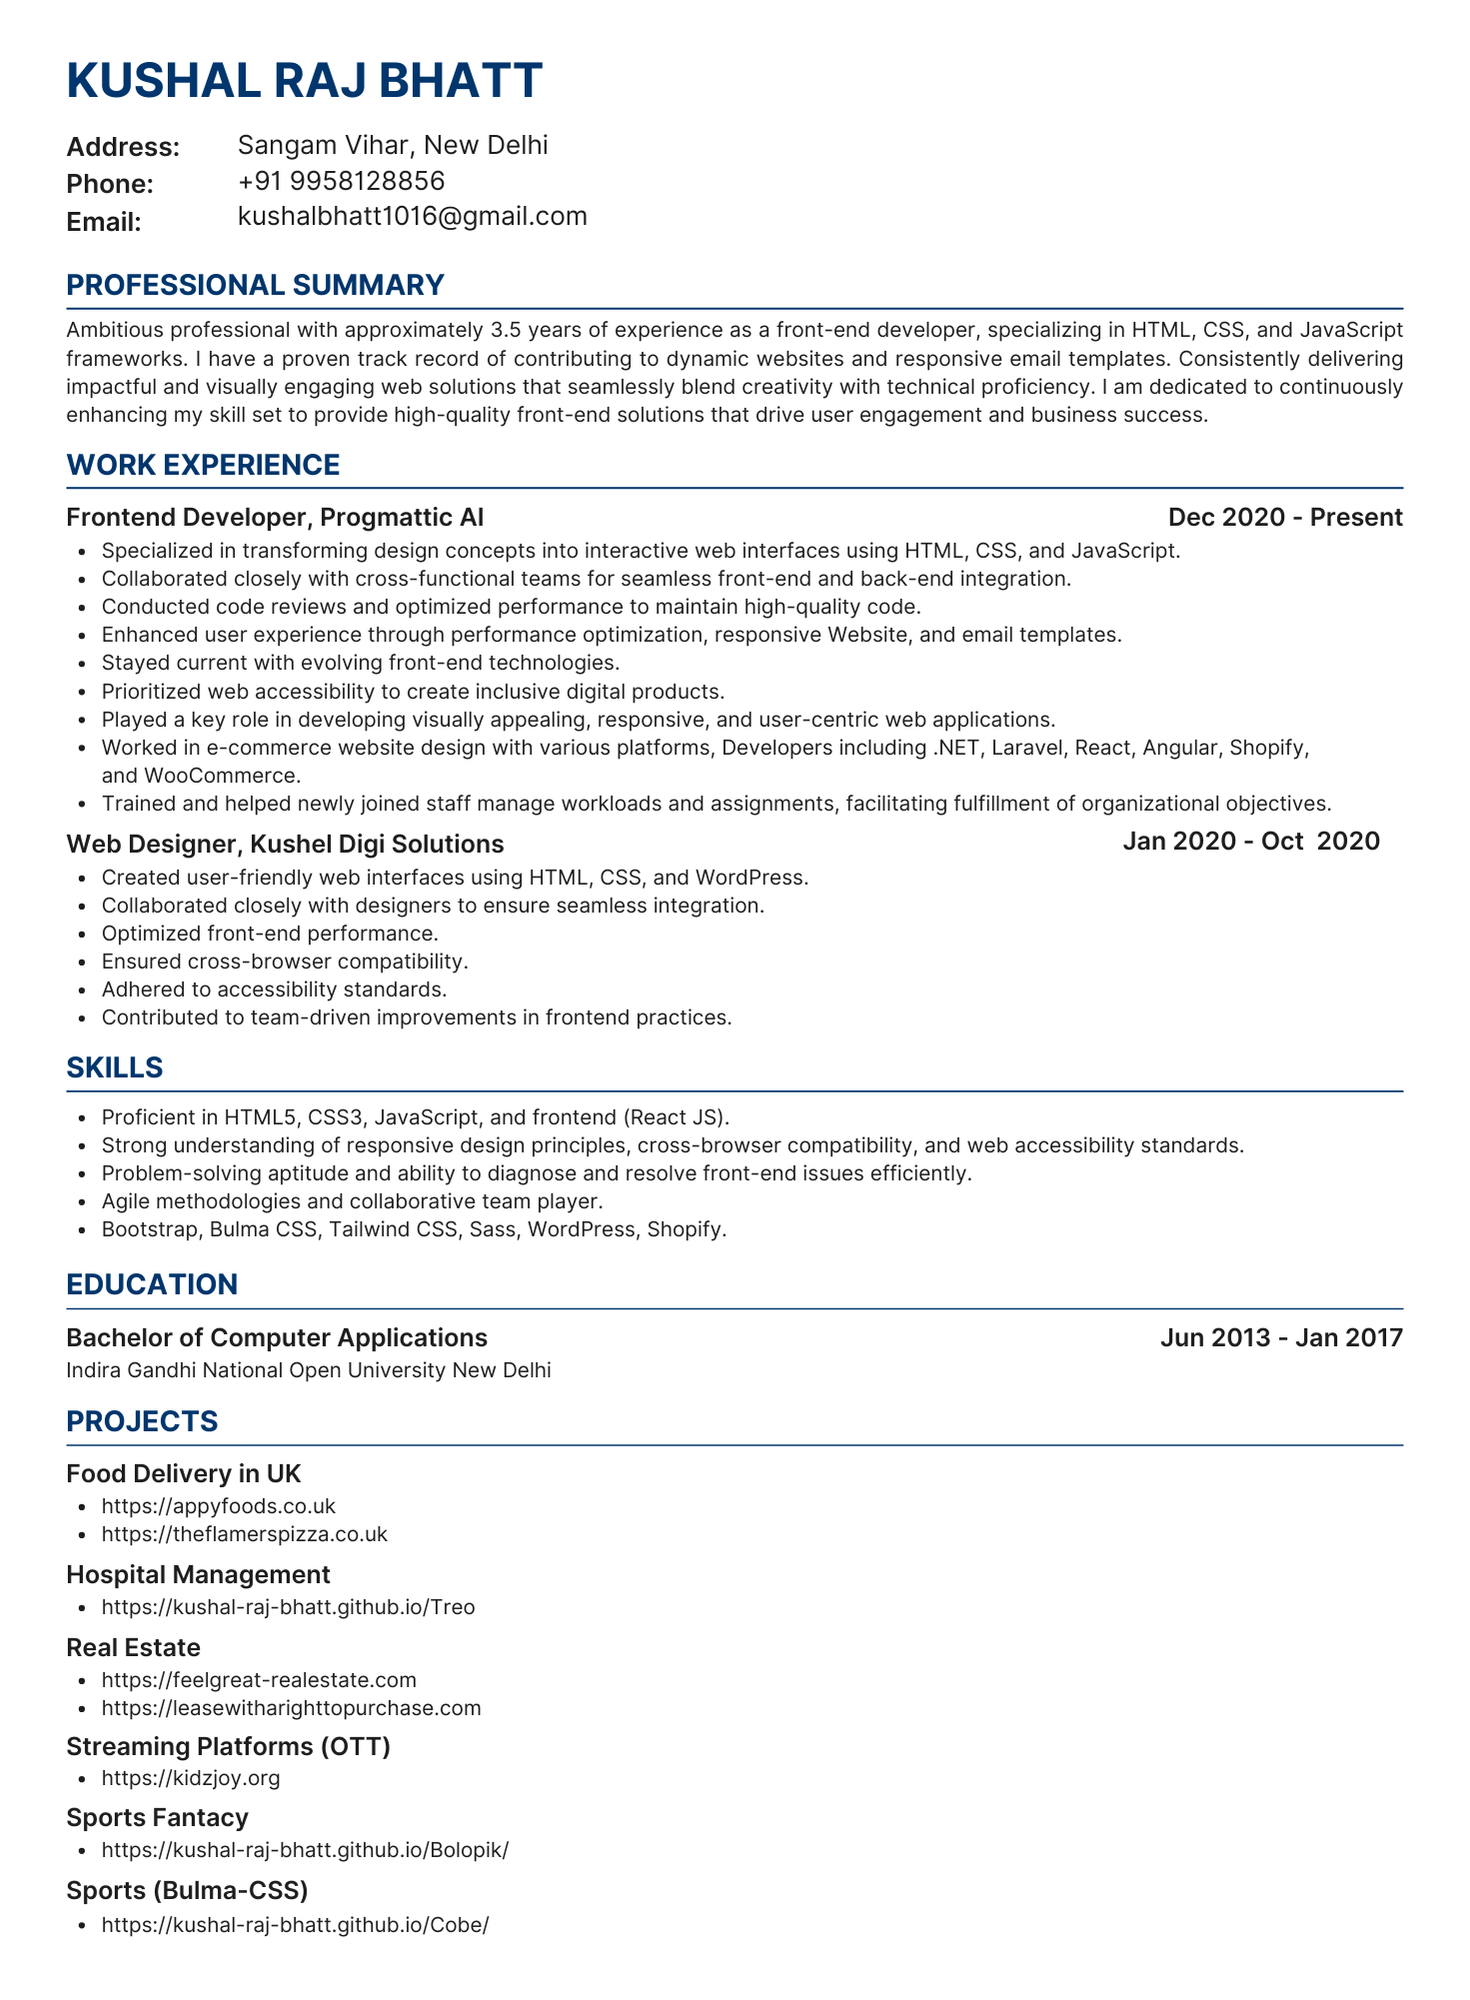 KUSHAL RAJ BHATT
Address: Sangam Vihar, New Delhi
Phone: +91 9958128856
Email: kushalbhatt1016@gmail.com
PROFESSIONAL SUMMARY
Ambitious professional with approximately 3.5 years of experience as a front-end developer, specializing in HTML, CSS, and JavaScript
frameworks. I have a proven track record of contributing to dynamic websites and responsive email templates. Consistently delivering
impactful and visually engaging web solutions that seamlessly blend creativity with technical proficiency. I am dedicated to continuously
enhancing my skill set to provide high-quality front-end solutions that drive user engagement and business success.
WORK EXPERIENCE
Frontend Developer, Progmattic AI Dec 2020 - Present
• Specialized in transforming design concepts into interactive web interfaces using HTML, CSS, and JavaScript.
• Collaborated closely with cross-functional teams for seamless front-end and back-end integration.
• Conducted code reviews and optimized performance to maintain high-quality code.
• Enhanced user experience through performance optimization, responsive Website, and email templates.
• Stayed current with evolving front-end technologies.
• Prioritized web accessibility to create inclusive digital products.
• Played a key role in developing visually appealing, responsive, and user-centric web applications.
• Worked in e-commerce website design with various platforms, Developers including .NET, Laravel, React, Angular, Shopify,
and WooCommerce.
• Trained and helped newly joined staff manage workloads and assignments, facilitating fulfillment of organizational objectives.
Web Designer, Kushel Digi Solutions Jan 2020 - Oct 2020
• Created user-friendly web interfaces using HTML, CSS, and WordPress.
• Collaborated closely with designers to ensure seamless integration.
• Optimized front-end performance.
• Ensured cross-browser compatibility.
• Adhered to accessibility standards.
• Contributed to team-driven improvements in frontend practices.
SKILLS
• Proficient in HTML5, CSS3, JavaScript, and frontend (React JS).
• Strong understanding of responsive design principles, cross-browser compatibility, and web accessibility standards.
• Problem-solving aptitude and ability to diagnose and resolve front-end issues efficiently.
• Agile methodologies and collaborative team player.
• Bootstrap, Bulma CSS, Tailwind CSS, Sass, WordPress, Shopify.
EDUCATION
Bachelor of Computer Applications Jun 2013 - Jan 2017
Indira Gandhi National Open University New Delhi
PROJECTS
Food Delivery in UK
• https://appyfoods.co.uk
• https://theflamerspizza.co.uk
Hospital Management
• https://kushal-raj-bhatt.github.io/Treo
Real Estate
• https://feelgreat-realestate.com
• https://leasewitharighttopurchase.com
Streaming Platforms (OTT)
• https://kidzjoy.org
Sports Fantacy
• https://kushal-raj-bhatt.github.io/Bolopik/
Sports (Bulma-CSS)
• https://kushal-raj-bhatt.github.io/Cobe/